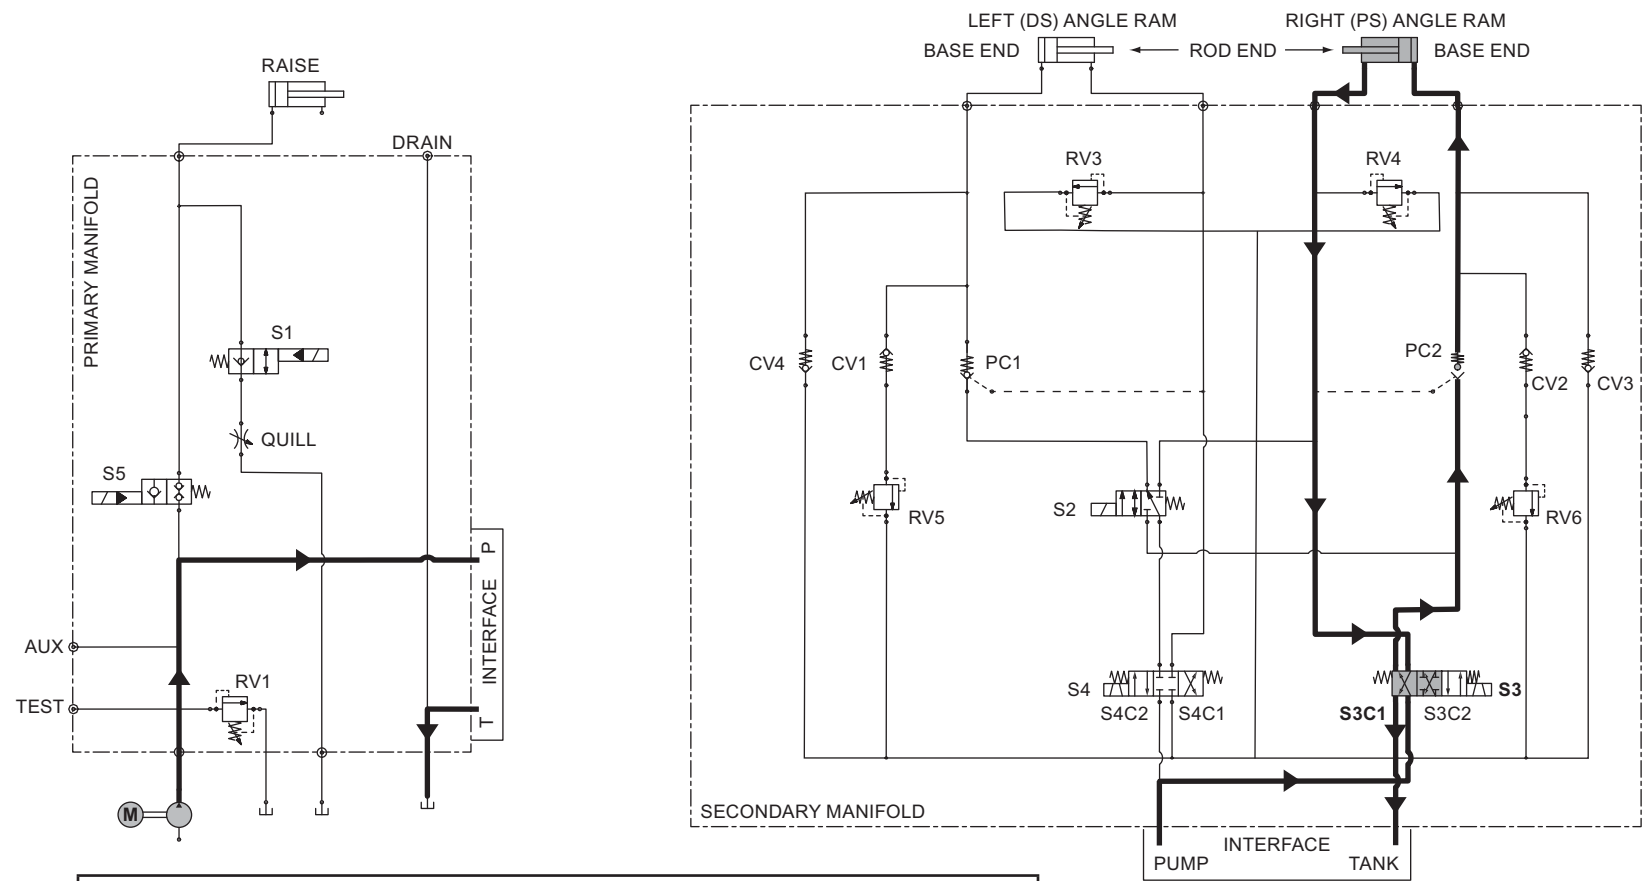 RAISE
DRAIN
PRIMARY MANIFOLD
S1
QUILL
S5
P
INTERFACE
T
AUX
TEST
RV1
M
LEFT (DS) ANGLE RAM
RIGHT (PS) ANGLE RAM
BASE END
ROD END
BASE END
RV3
RV4
CV4
CV1
PC1
PC2
CV2
CV3
RV5
S2
RV6
S4
S3
S4C2
S4C1
S3C1
S3C2
SECONDARY MANIFOLD
INTERFACE
PUMP
TANK